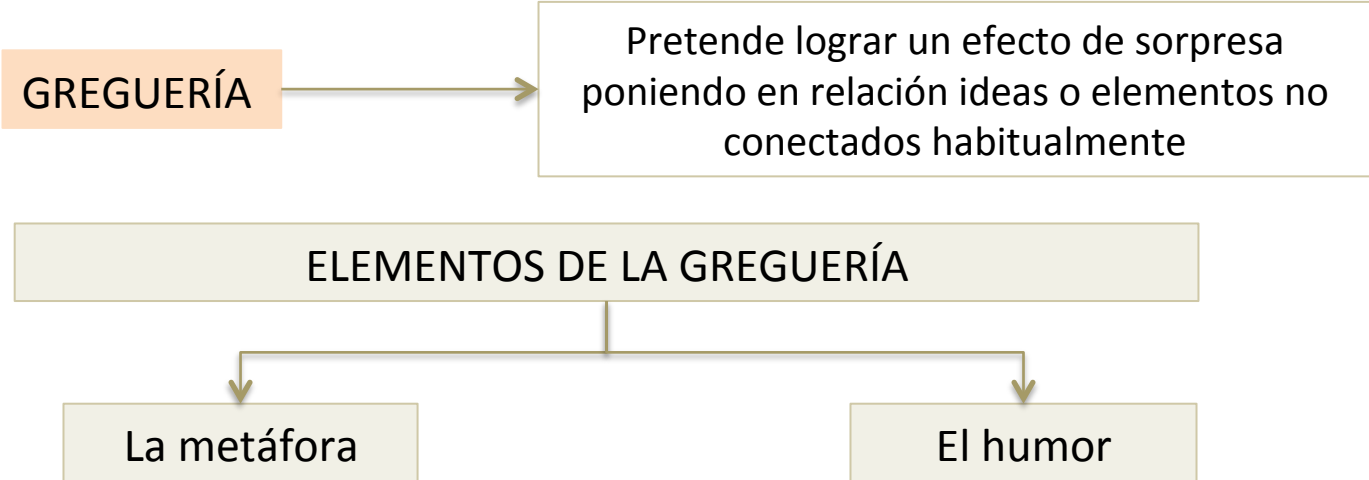 GREGUERÍA
Pretende lograr un efecto de sorpresa
poniendo en relación ideas o elementos no
conectados habitualmente
ELEMENTOS DE LA GREGUERÍA
La metáfora
El humor